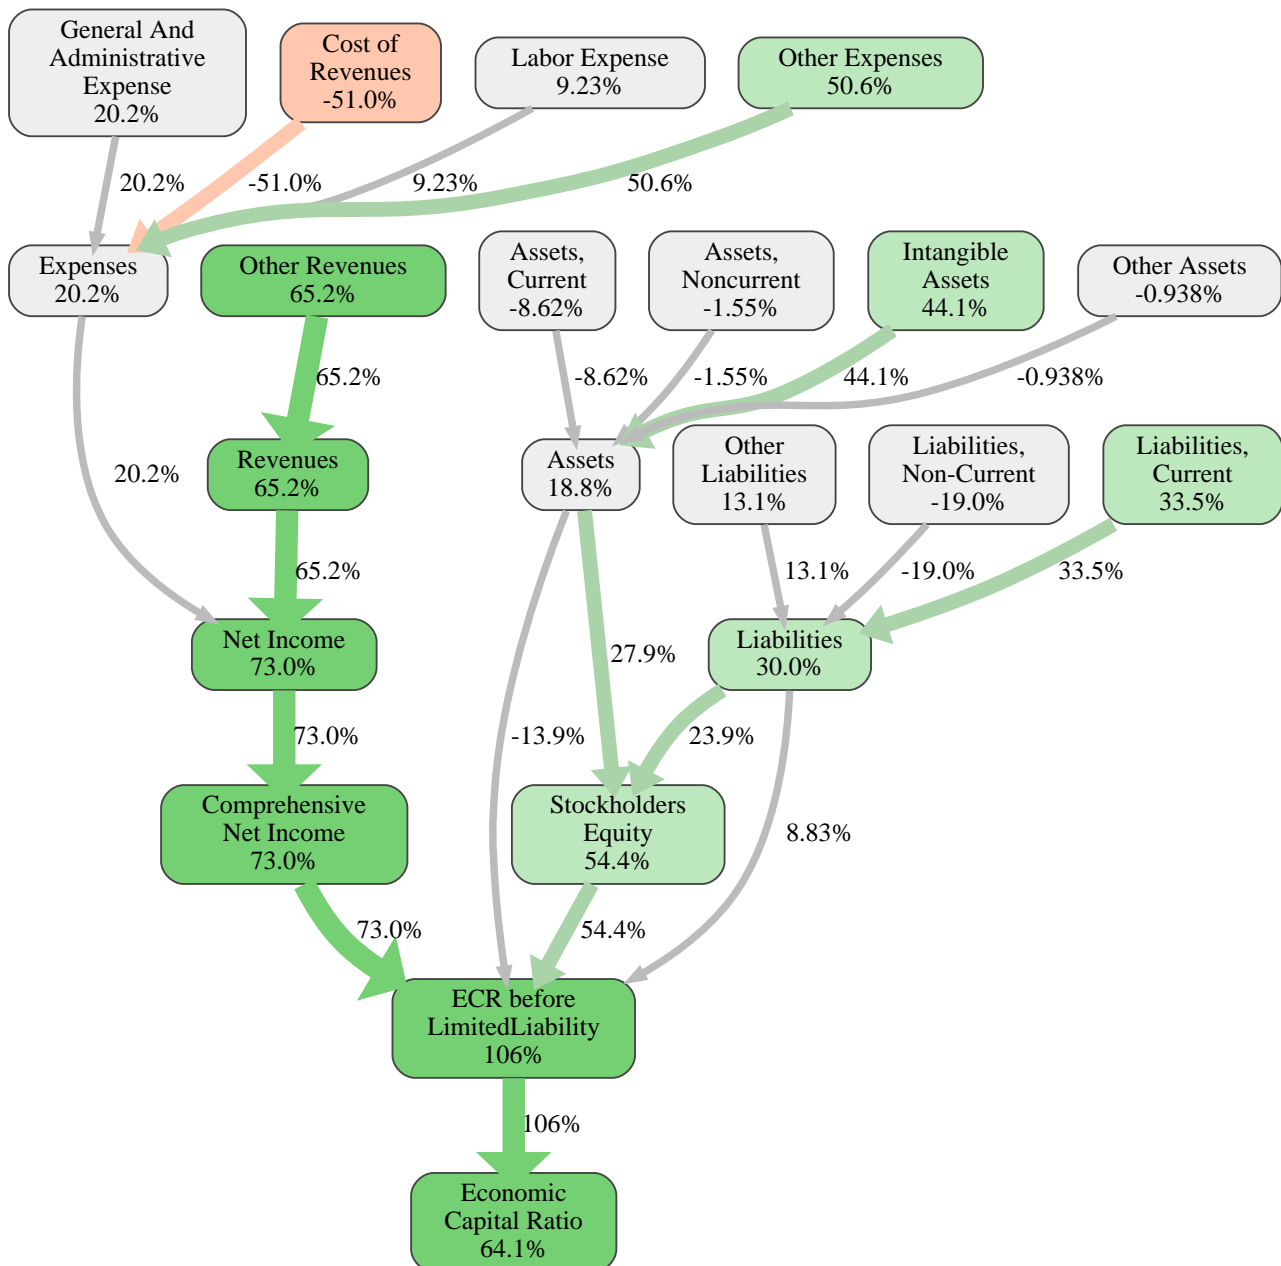 General And
Administrative
Expense
20.2%
Cost of
Revenues
-51.0%
Labor Expense
9.23%
Other Expenses
50.6%
20.2%
-51.0%
9.23%
50.6%
Expenses
20.2%
Other Revenues
65.2%
Assets,
Current
-8.62%
Assets,
Noncurrent
-1.55%
Intangible
Assets
44.1%
Other Assets
-0.938%
65.2%
-8.62%
-1.55%
44.1%
-0.938%
Revenues
65.2%
Assets
18.8%
Other
Liabilities
13.1%
Liabilities,
Non-Current
-19.0%
Liabilities,
Current
33.5%
20.2%
65.2%
13.1%
-19.0%
33.5%
Net Income
73.0%
27.9%
Liabilities
30.0%
73.0%
-13.9%
23.9%
Comprehensive
Net Income
73.0%
Stockholders
Equity
54.4%
8.83%
73.0%
54.4%
ECR before
LimitedLiability
106%
106%
Economic
Capital Ratio
64.1%